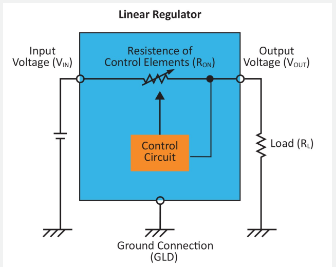 Linear Regulator
Input
Voltage (VIN)
Resistence of
Control Elements (RON)
Output
Voltage (VOUT)
Control
Circuit
Load (RL)
Ground Connection
(GLD)